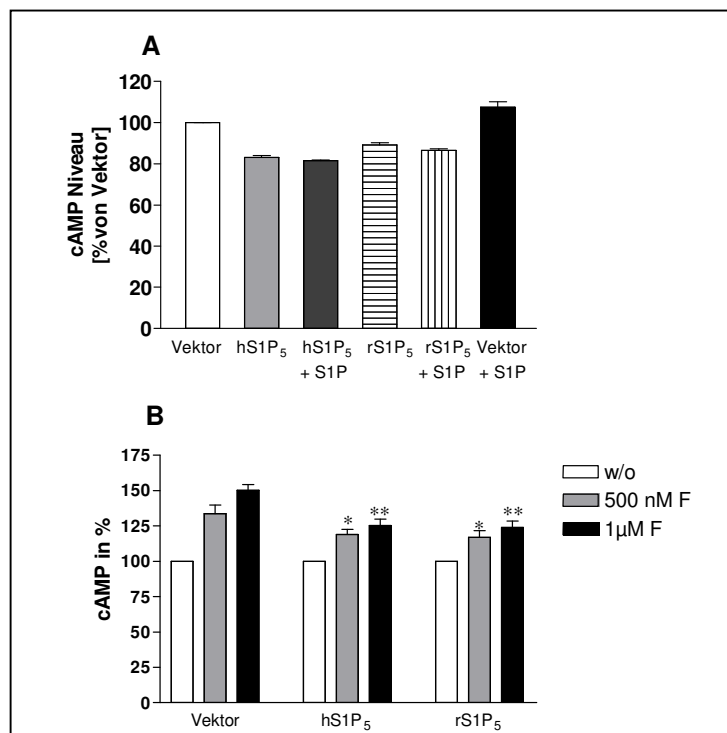 A
cAMP Niveau
[%von Vektor]
120
100
80
60
40
20
0
Vektor hS1P₅ hS1P₅ rS1P₅ rS1P₅ Vektor
+ S1P + S1P + S1P
B
cAMP in %
175
150
125
100
75
50
25
0
* ** * **
Vektor hS1P₅ rS1P₅
w/o
500 nM F
1µM F